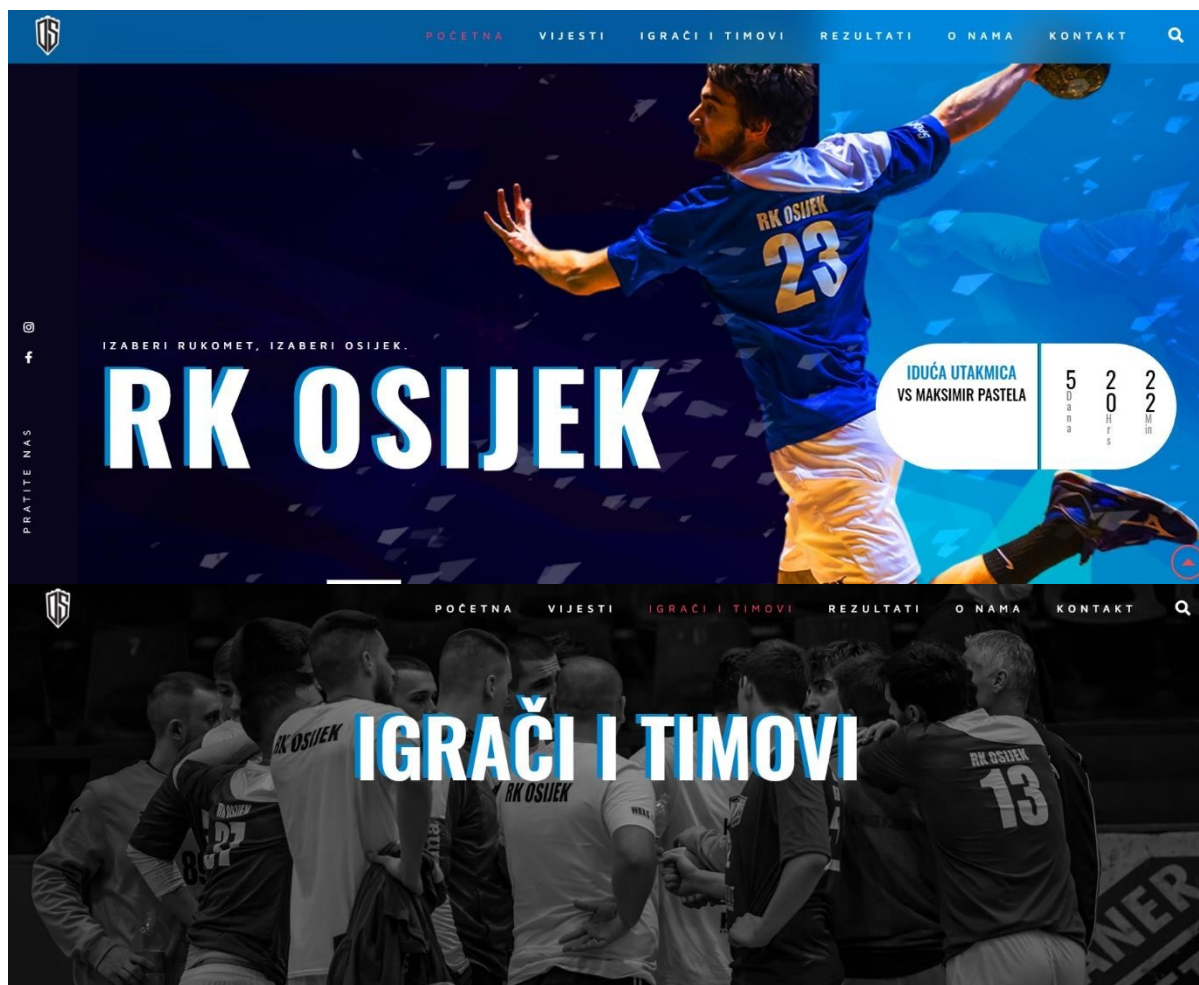 OS
POČETNA VIJESTI IGRAČI I TIMOVI REZULTATI O NAMA KONTAKT
RK OSIJEK
23
IZABERI RUKOMET, IZABERI OSIJEK.
RK OSIJEK
IDUĆA UTAKMICA
VS MAKSIMIR PASTELA
5 20 22
Dana Hrs Min
PRATITE NAS
OS
POČETNA VIJESTI IGRAČI I TIMOVI REZULTATI O NAMA KONTAKT
IGRAČI I TIMOVI
RK OSIJEK
RK OSIJEK
RK OSIJEK
13